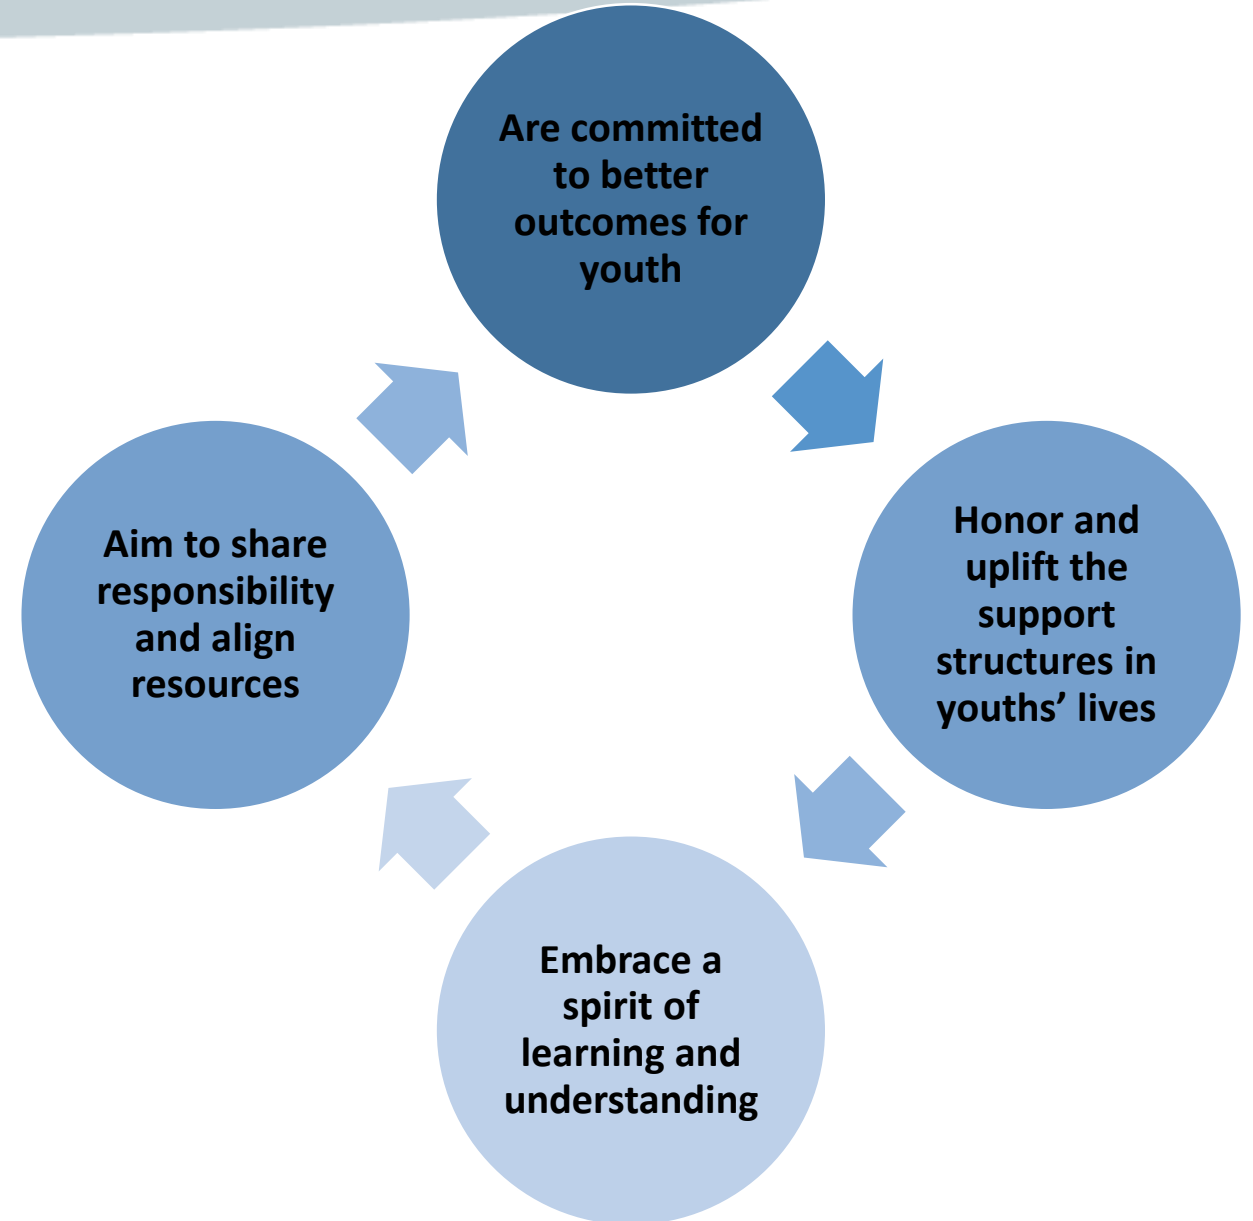 Are committed
to better
outcomes for
youth
Honor and
uplift the
support
structures in
youths’ lives
Embrace a
spirit of
learning and
understanding
Aim to share
responsibility
and align
resources